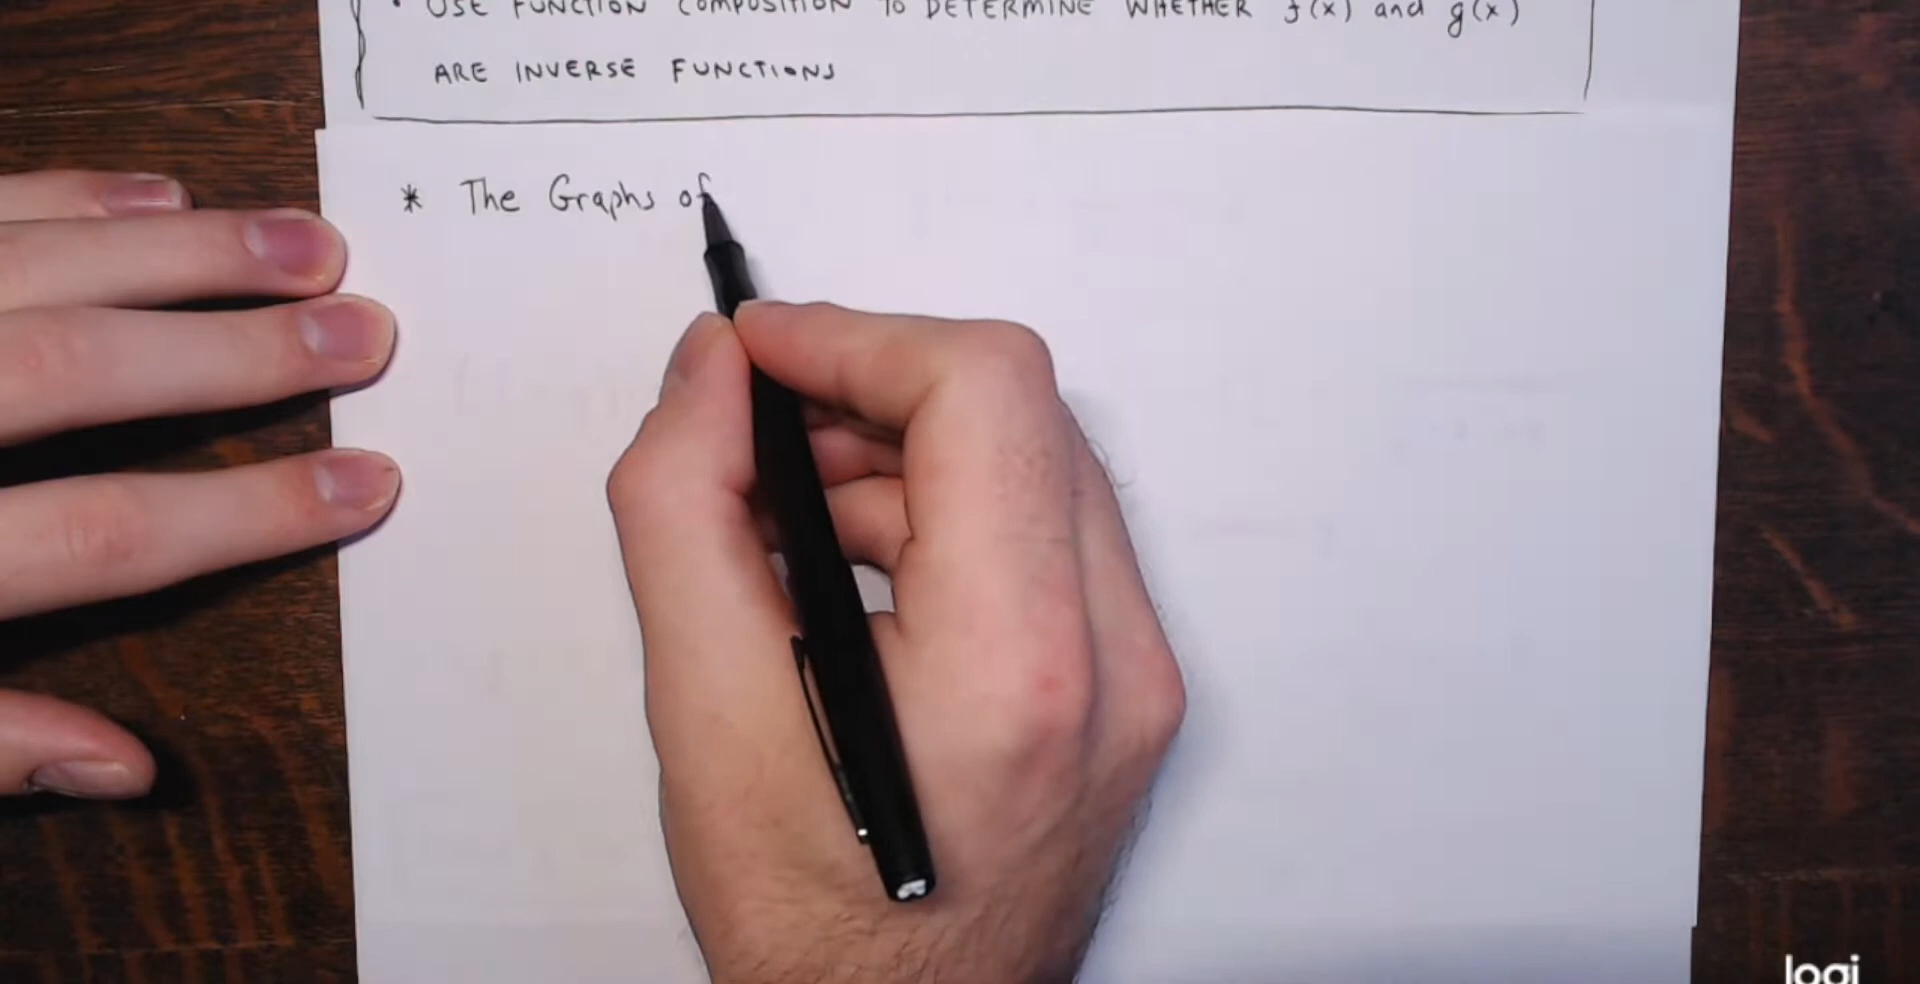 • USE FUNCTION COMPOSITION TO DETERMINE WHETHER f(x) and g(x)
ARE INVERSE FUNCTIONS
* The Graphs of
logi